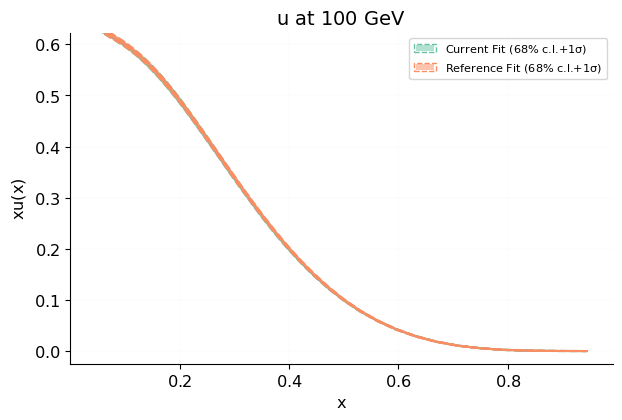 u at 100 GeV
Current Fit (68% c.l.+1σ)
Reference Fit (68% c.l.+1σ)
xu(x)
0.6
0.5
0.4
0.3
0.2
0.1
0.0
0.2 0.4 0.6 0.8
x